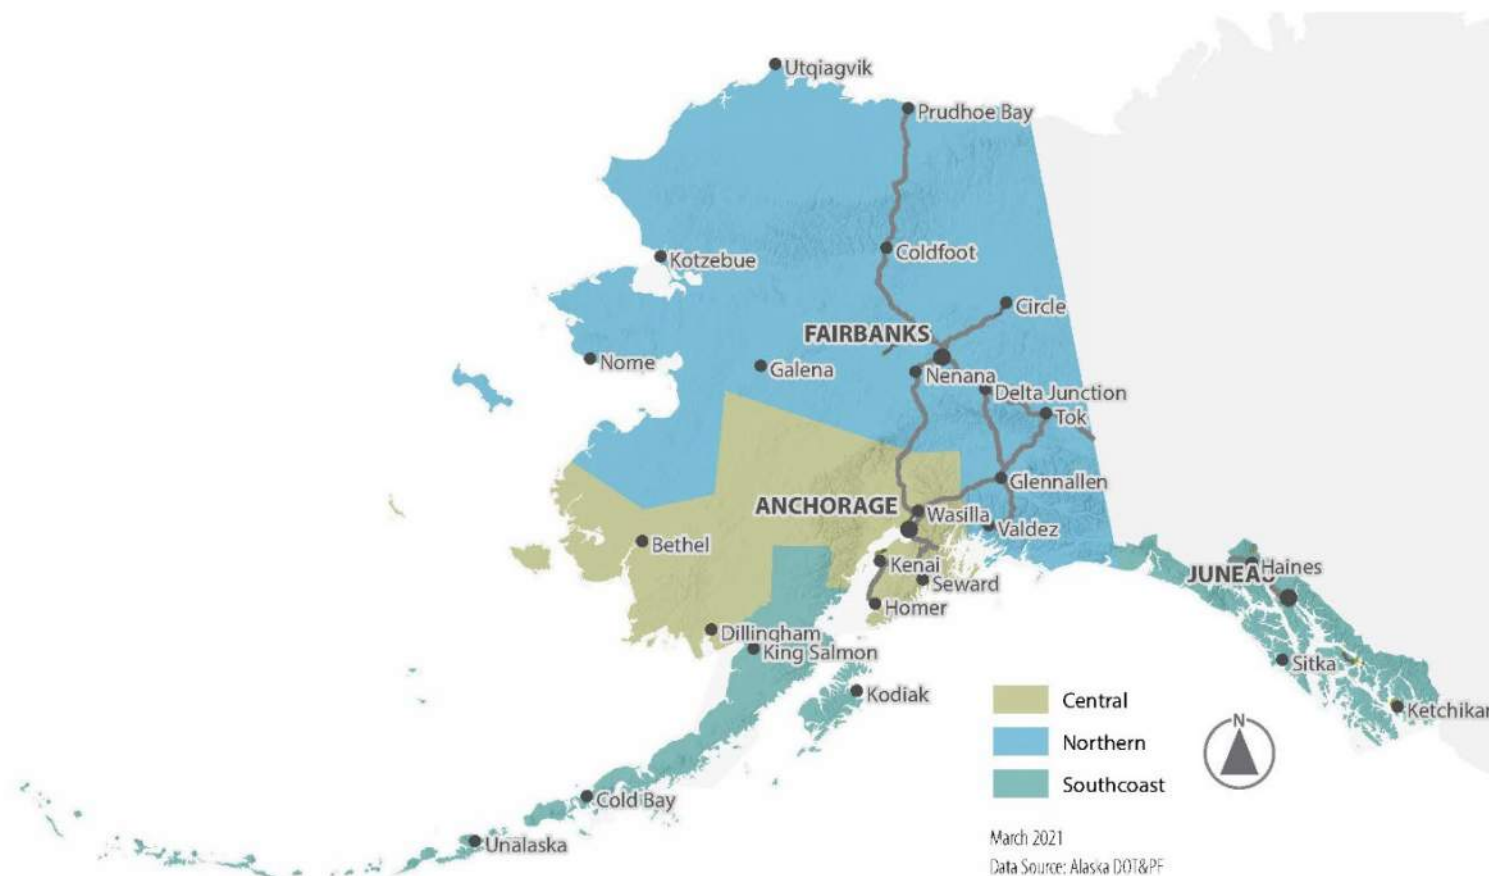 Utqiagvik
Prudhoe Bay
Coldfoot
Kotzebue
Circle
FAIRBANKS
Nome
Galena
Nenana
Delta Junction
Tok
Glennallen
ANCHORAGE
Wasilla
Valdez
Bethel
Kenai
Seward
Haines
JUNEAU
Homer
Dillingham
King Salmon
Sitka
Kodiak
Ketchikan
Central
Northern
Southcoast
N
Cold Bay
Unalaska
March 2021
Data Source: Alaska DOT&PF